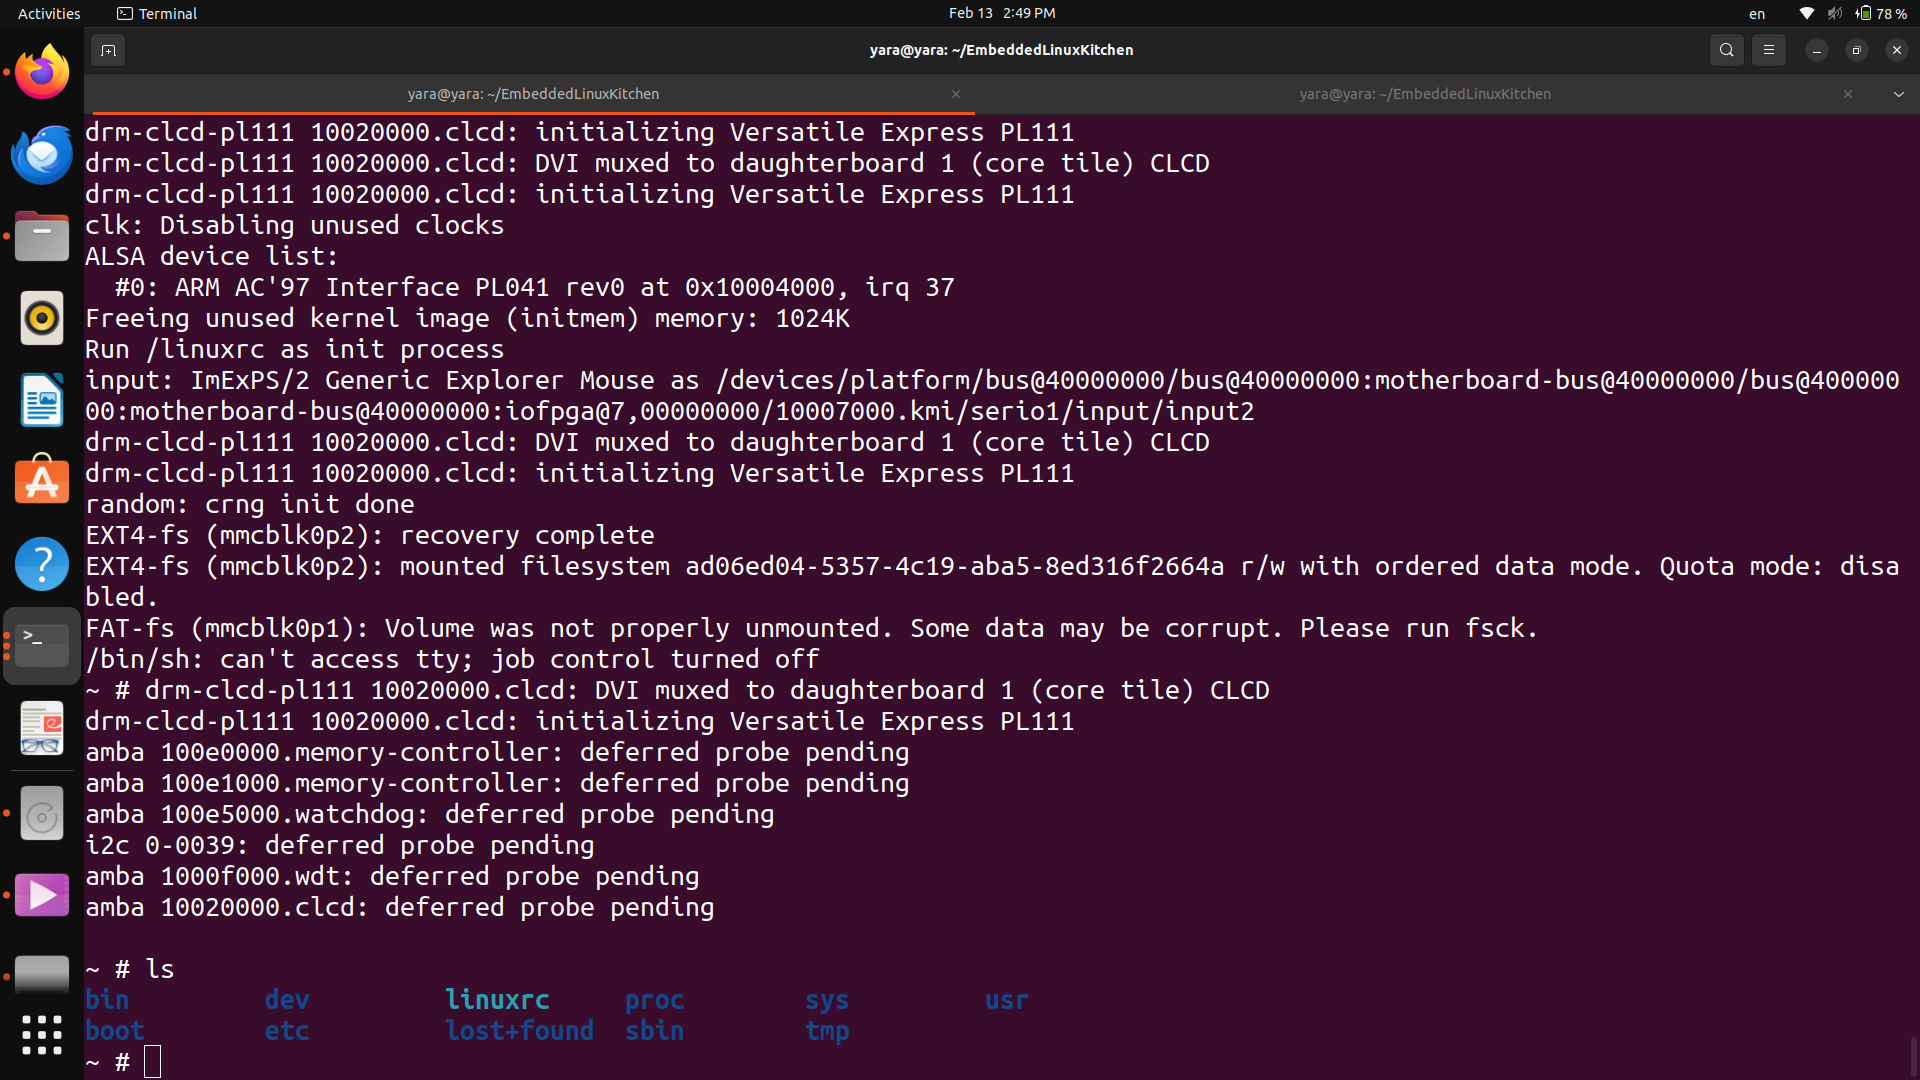 Activities
Terminal
Feb 13 2:49 PM
en
78 %
yara@yara: ~/EmbeddedLinuxKitchen
yara@yara: ~/EmbeddedLinuxKitchen
yara@yara: ~/EmbeddedLinuxKitchen
drm-clcd-pl111 10020000.clcd: initializing Versatile Express PL111
drm-clcd-pl111 10020000.clcd: DVI muxed to daughterboard 1 (core tile) CLCD
drm-clcd-pl111 10020000.clcd: initializing Versatile Express PL111
clk: Disabling unused clocks
ALSA device list:
  #0: ARM AC'97 Interface PL041 rev0 at 0x10004000, irq 37
Freeing unused kernel image (initmem) memory: 1024K
Run /linuxrc as init process
input: ImExPS/2 Generic Explorer Mouse as /devices/platform/bus@40000000/bus@40000000:motherboard-bus@40000000/bus@400000
00:motherboard-bus@40000000:iofpga@7,00000000/10007000.kmi/serio1/input/input2
drm-clcd-pl111 10020000.clcd: DVI muxed to daughterboard 1 (core tile) CLCD
drm-clcd-pl111 10020000.clcd: initializing Versatile Express PL111
random: crng init done
EXT4-fs (mmcblk0p2): recovery complete
EXT4-fs (mmcblk0p2): mounted filesystem ad06ed04-5357-4c19-aba5-8ed316f2664a r/w with ordered data mode. Quota mode: disa
bled.
FAT-fs (mmcblk0p1): Volume was not properly unmounted. Some data may be corrupt. Please run fsck.
/bin/sh: can't access tty; job control turned off
~ # drm-clcd-pl111 10020000.clcd: DVI muxed to daughterboard 1 (core tile) CLCD
drm-clcd-pl111 10020000.clcd: initializing Versatile Express PL111
amba 100e0000.memory-controller: deferred probe pending
amba 100e1000.memory-controller: deferred probe pending
amba 100e5000.watchdog: deferred probe pending
i2c 0-0039: deferred probe pending
amba 1000f000.wdt: deferred probe pending
amba 10020000.clcd: deferred probe pending
~ # ls
bin dev linuxrc proc sys usr
boot etc lost+found sbin tmp
~ #